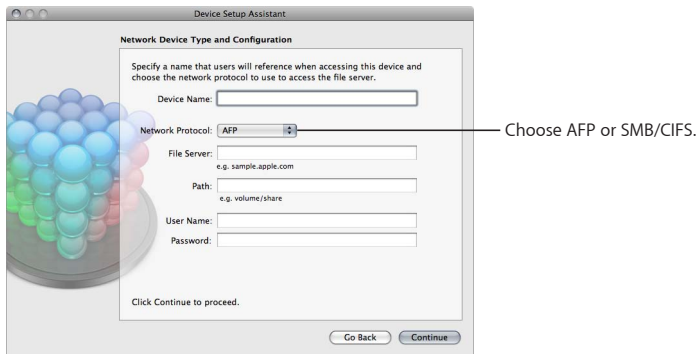 Device Setup Assistant
Network Device Type and Configuration
Specify a name that users will reference when accessing this device and
choose the network protocol to use to access the file server.
Device Name:
Network Protocol: AFP
Choose AFP or SMB/CIFS.
File Server:
e.g. sample.apple.com
Path:
e.g. volume/share
User Name:
Password:
Click Continue to proceed.
Go Back Continue